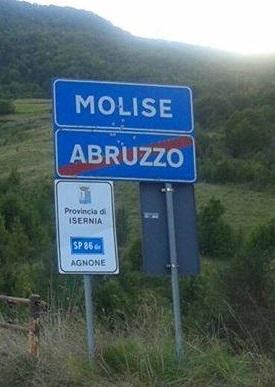 MOLISE
ABRUZZO
Provincia di
ISERNIA
SP 86 dir
AGNONE